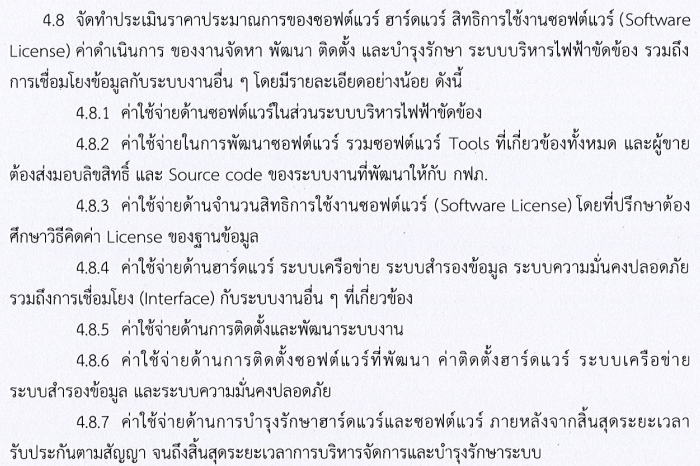 4.8 จัดทำประเมินราคาประมาณการของซอฟต์แวร์ ฮาร์ดแวร์ สิทธิการใช้งานซอฟต์แวร์ (Software
License) ค่าดำเนินการ ของงานจัดหา พัฒนา ติดตั้ง และบำรุงรักษา ระบบบริหารไฟฟ้าขัดข้อง รวมถึง
การเชื่อมโยงข้อมูลกับระบบงานอื่น ๆ โดยมีรายละเอียดอย่างน้อย ดังนี้
4.8.1 ค่าใช้จ่ายด้านซอฟต์แวร์ในส่วนระบบบริหารไฟฟ้าขัดข้อง
4.8.2 ค่าใช้จ่ายในการพัฒนาซอฟต์แวร์ รวมซอฟต์แวร์ Tools ที่เกี่ยวข้องทั้งหมด และผู้ขาย
ต้องส่งมอบลิขสิทธิ์ และ Source code ของระบบงานที่พัฒนาให้กับ กฟภ.
4.8.3 ค่าใช้จ่ายด้านจำนวนสิทธิการใช้งานซอฟต์แวร์ (Software License) โดยที่ปรึกษาต้อง
ศึกษาวิธีคิดค่า License ของฐานข้อมูล
4.8.4 ค่าใช้จ่ายด้านฮาร์ดแวร์ ระบบเครือข่าย ระบบสำรองข้อมูล ระบบความมั่นคงปลอดภัย
รวมถึงการเชื่อมโยง (Interface) กับระบบงานอื่น ๆ ที่เกี่ยวข้อง
4.8.5 ค่าใช้จ่ายด้านการติดตั้งและพัฒนาระบบงาน
4.8.6 ค่าใช้จ่ายด้านการติดตั้งซอฟต์แวร์ที่พัฒนา ค่าติดตั้งฮาร์ดแวร์ ระบบเครือข่าย
ระบบสำรองข้อมูล และระบบความมั่นคงปลอดภัย
4.8.7 ค่าใช้จ่ายด้านการบำรุงรักษาฮาร์ดแวร์และซอฟต์แวร์ ภายหลังจากสิ้นสุดระยะเวลา
รับประกันตามสัญญา จนถึงสิ้นสุดระยะเวลาการบริหารจัดการและบำรุงรักษาระบบ